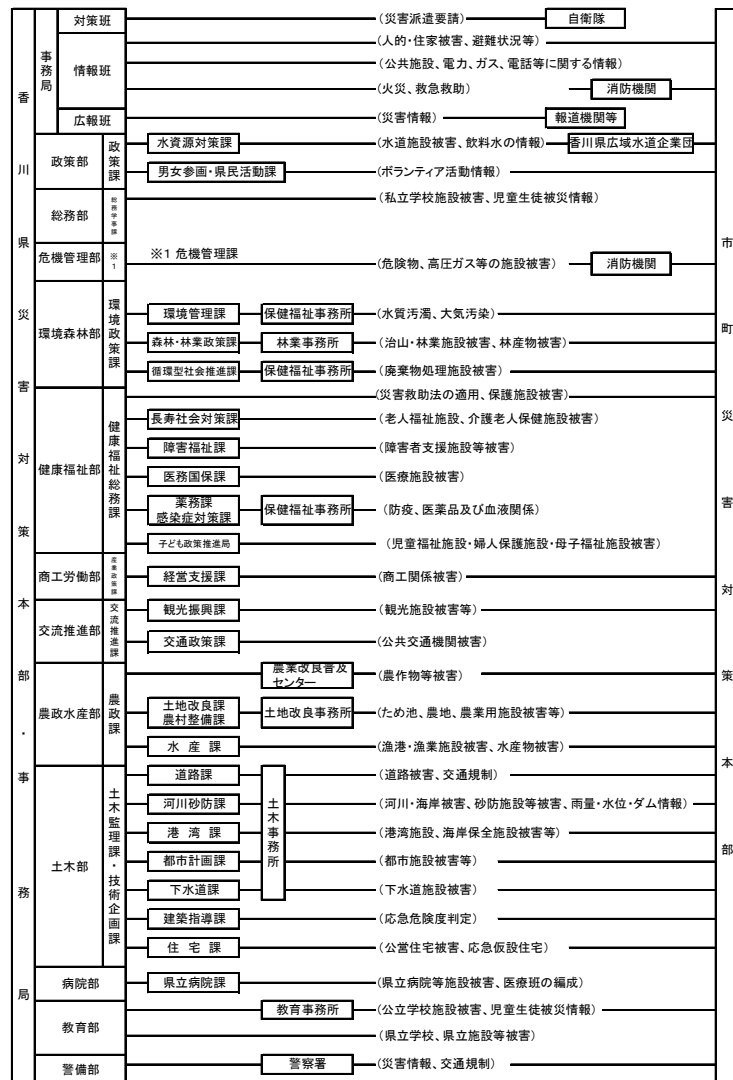 香川県災害対策本部・事務局
事務局
対策班
(災害派遣要請)
自衛隊
情報班
(人的・住家被害、避難状況等)
(公共施設、電力、ガス、電話等に関する情報)
(火災、救急救助)
消防機関
広報班
(災害情報)
報道機関等
政策部
政策課
水資源対策課
(水道施設被害、飲料水の情報)
香川県広域水道企業団
男女参画・県民活動課
(ボランティア活動情報)
総務部
総務学事課
(私立学校施設被害、児童生徒被災情報)
危機管理部
※1
※1 危機管理課
(危険物、高圧ガス等の施設被害)
消防機関
環境森林部
環境政策課
環境管理課
保健福祉事務所
(水質汚濁、大気汚染)
森林・林業政策課
林業事務所
(治山・林業施設被害、林産物被害)
循環型社会推進課
保健福祉事務所
(廃棄物処理施設被害)
健康福祉部
健康福祉総務課
(災害救助法の適用、保護施設被害)
長寿社会対策課
(老人福祉施設、介護老人保健施設被害)
障害福祉課
(障害者支援施設等被害)
医務国保課
(医療施設被害)
薬務課
感染症対策課
保健福祉事務所
(防疫、医薬品及び血液関係)
子ども政策推進局
(児童福祉施設・婦人保護施設・母子福祉施設被害)
商工労働部
産業政策課
経営支援課
(商工関係被害)
交流推進部
交流推進課
観光振興課
(観光施設被害等)
交通政策課
(公共交通機関被害)
農政水産部
農政課
農業改良普及
センター
(農作物等被害)
土地改良課
農村整備課
土地改良事務所
(ため池、農地、農業用施設被害等)
水 産 課
(漁港・漁業施設被害、水産物被害)
土木部
土木監理課・技術企画課
土木事務所
道路課
(道路被害、交通規制)
河川砂防課
(河川・海岸被害、砂防施設等被害、雨量・水位・ダム情報)
港 湾 課
(港湾施設、海岸保全施設被害等)
都市計画課
(都市施設被害等)
下水道課
(下水道施設被害)
建築指導課
(応急危険度判定)
住 宅 課
(公営住宅被害、応急仮設住宅)
病院部
県立病院課
(県立病院等施設被害、医療班の編成)
教育部
教育事務所
(公立学校施設被害、児童生徒被災情報)
(県立学校、県立施設等被害)
警備部
警察署
(災害情報、交通規制)
市町災害対策本部